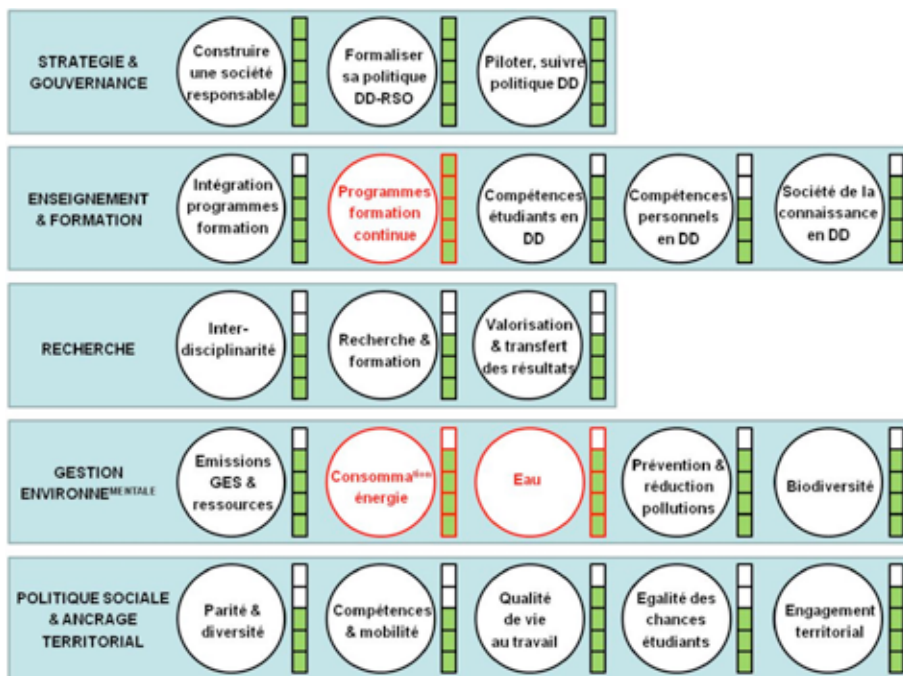 STRATEGIE &
GOUVERNANCE
Construire
une société
responsable
Formaliser
sa politique
DD-RSO
Piloter, suivre
politique DD
ENSEIGNEMENT
& FORMATION
Intégration
programmes
formation
Programmes
formation
continue
Compétences
étudiants en
DD
Compétences
personnels
en DD
Société de la
connaissance
en DD
RECHERCHE
Inter-
disciplinarité
Recherche &
formation
Valorisation
& transfert
des résultats
GESTION
ENVIRONNEMENTALE
Emissions
GES &
ressources
Consommation
énergie
Eau
Prévention &
réduction
pollutions
Biodiversité
POLITIQUE SOCIALE
& ANCRAGE
TERRITORIAL
Parité &
diversité
Compétences
& mobilité
Qualité
de vie
au travail
Egalité des
chances
étudiants
Engagement
territorial